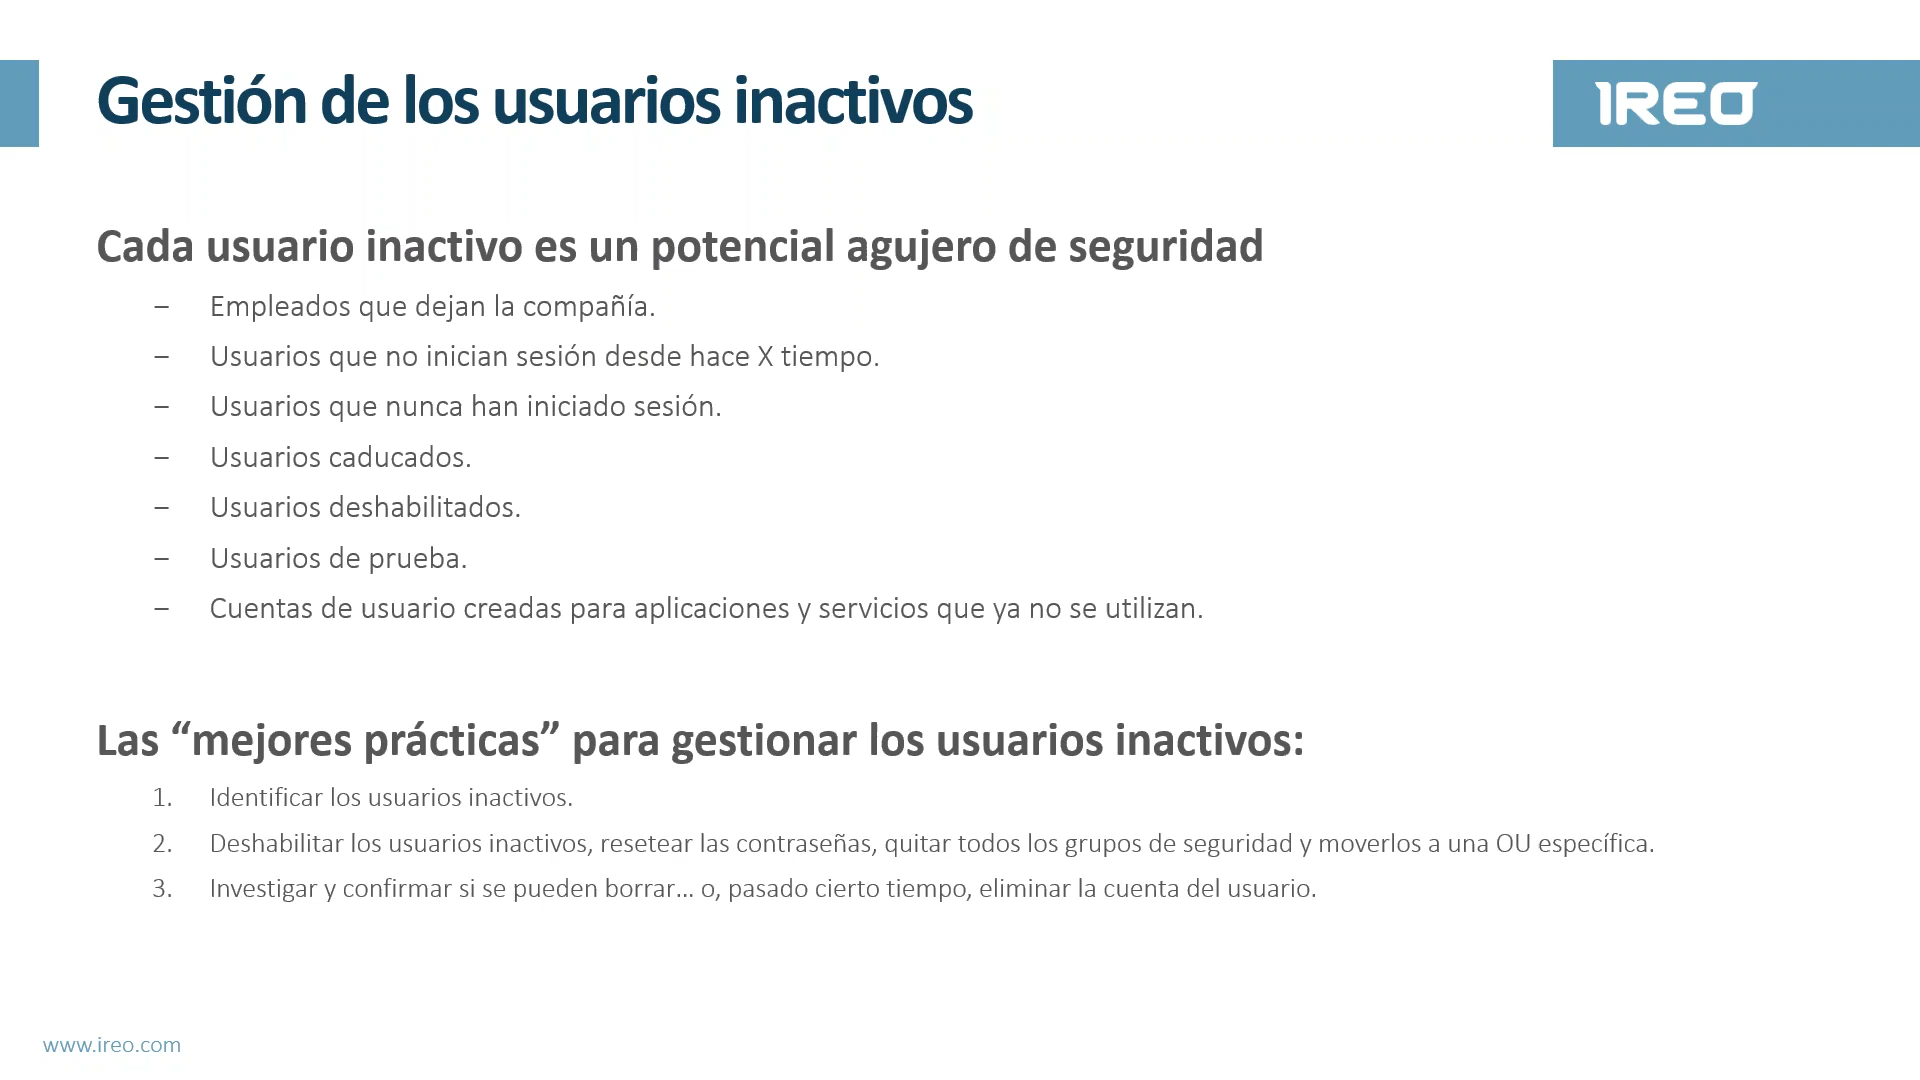 Gestión de los usuarios inactivos
IREO
Cada usuario inactivo es un potencial agujero de seguridad
– Empleados que dejan la compañía.
– Usuarios que no inician sesión desde hace X tiempo.
– Usuarios que nunca han iniciado sesión.
– Usuarios caducados.
– Usuarios deshabilitados.
– Usuarios de prueba.
– Cuentas de usuario creadas para aplicaciones y servicios que ya no se utilizan.
Las “mejores prácticas” para gestionar los usuarios inactivos:
1. Identificar los usuarios inactivos.
2. Deshabilitar los usuarios inactivos, resetear las contraseñas, quitar todos los grupos de seguridad y moverlos a una OU específica.
3. Investigar y confirmar si se pueden borrar… o, pasado cierto tiempo, eliminar la cuenta del usuario.
www.ireo.com